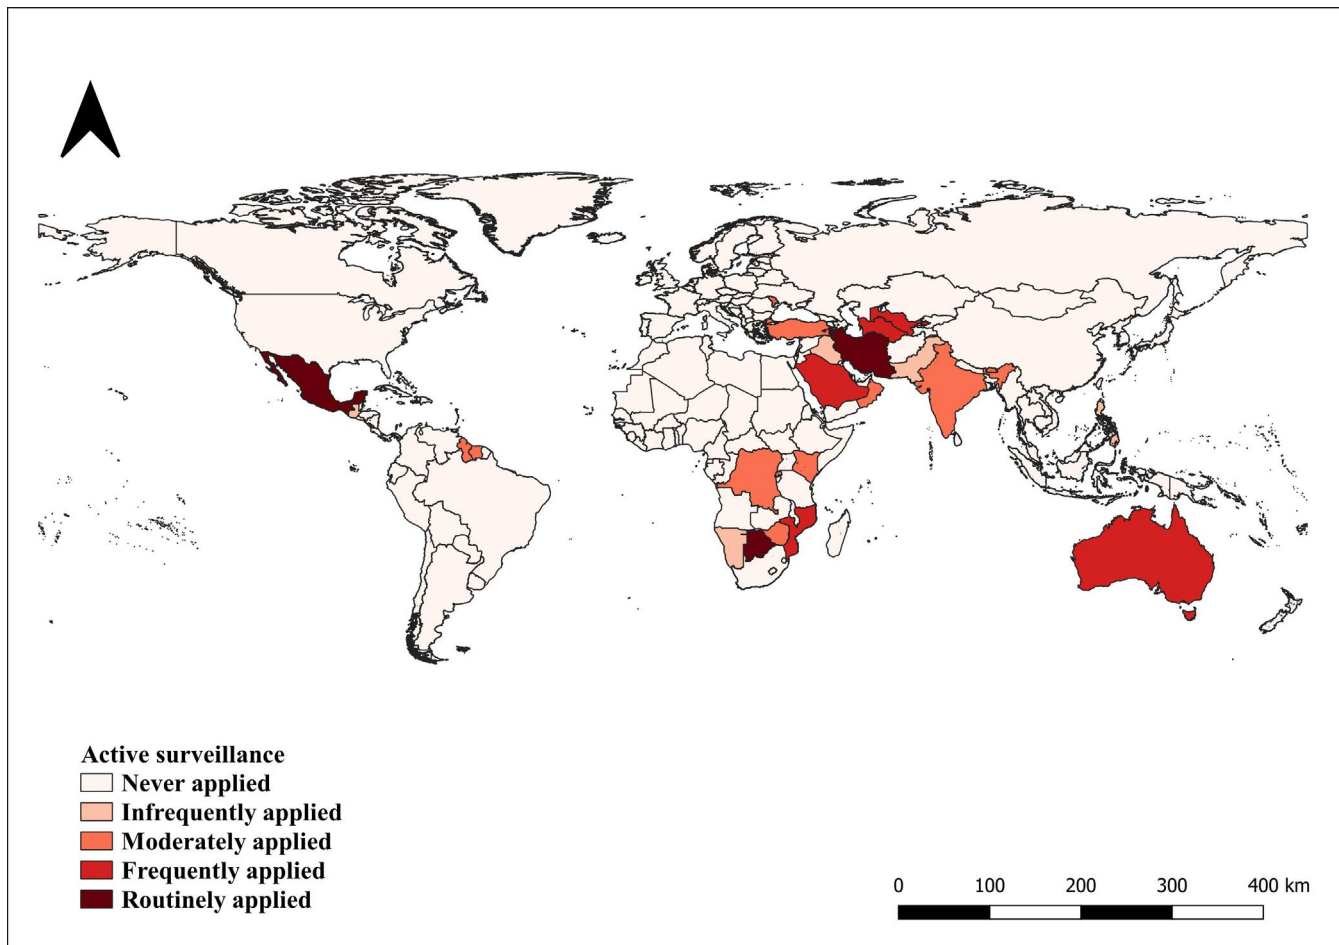 Active surveillance
Never applied
Infrequently applied
Moderately applied
Frequently applied
Routinely applied
0 100 200 300 400 km